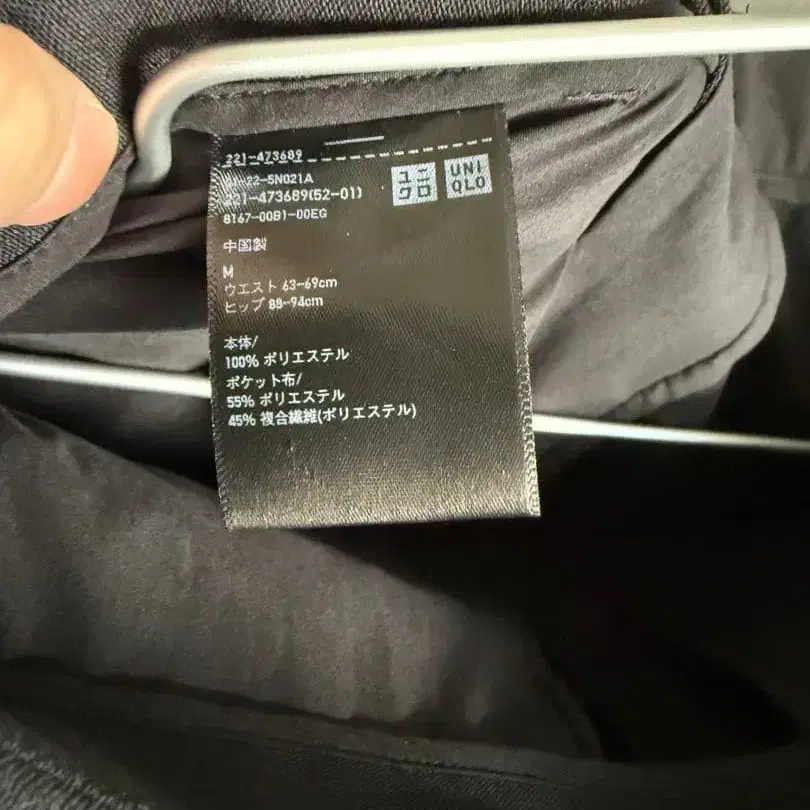 221-473689
22-5N021A
221-473689(52-01)
8167-00B1-00EG
ユニクロ
UNIQLO
中国製
M
ウエスト 63-69cm
ヒップ 88-94cm
本体/
100% ポリエステル
ポケット布/
55% ポリエステル
45% 複合繊維(ポリエステル)